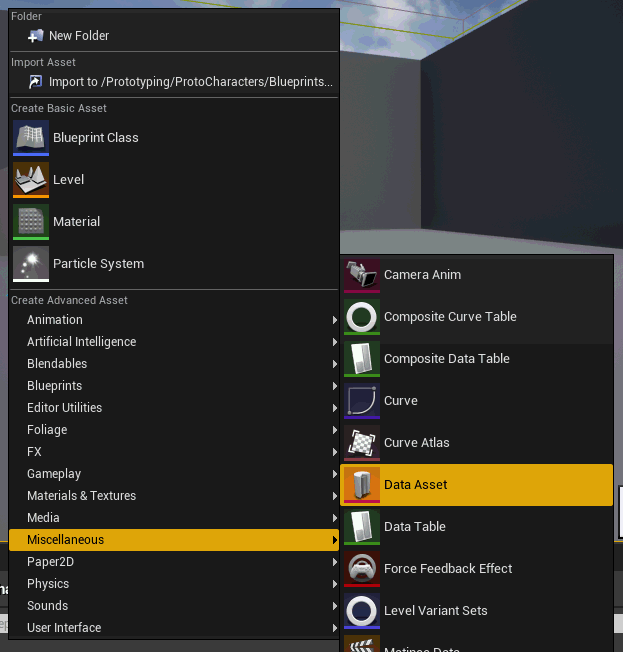 Folder
New Folder
Import Asset
Import to /Prototyping/ProtoCharacters/Blueprints...
Create Basic Asset
Blueprint Class
Level
Material
Particle System
Create Advanced Asset
Animation
Artificial Intelligence
Blendables
Blueprints
Editor Utilities
Foliage
FX
Gameplay
Materials & Textures
Media
Miscellaneous
Paper2D
Physics
Sounds
User Interface
Camera Anim
Composite Curve Table
Composite Data Table
Curve
Curve Atlas
Data Asset
Data Table
Force Feedback Effect
Level Variant Sets
Matinee Data